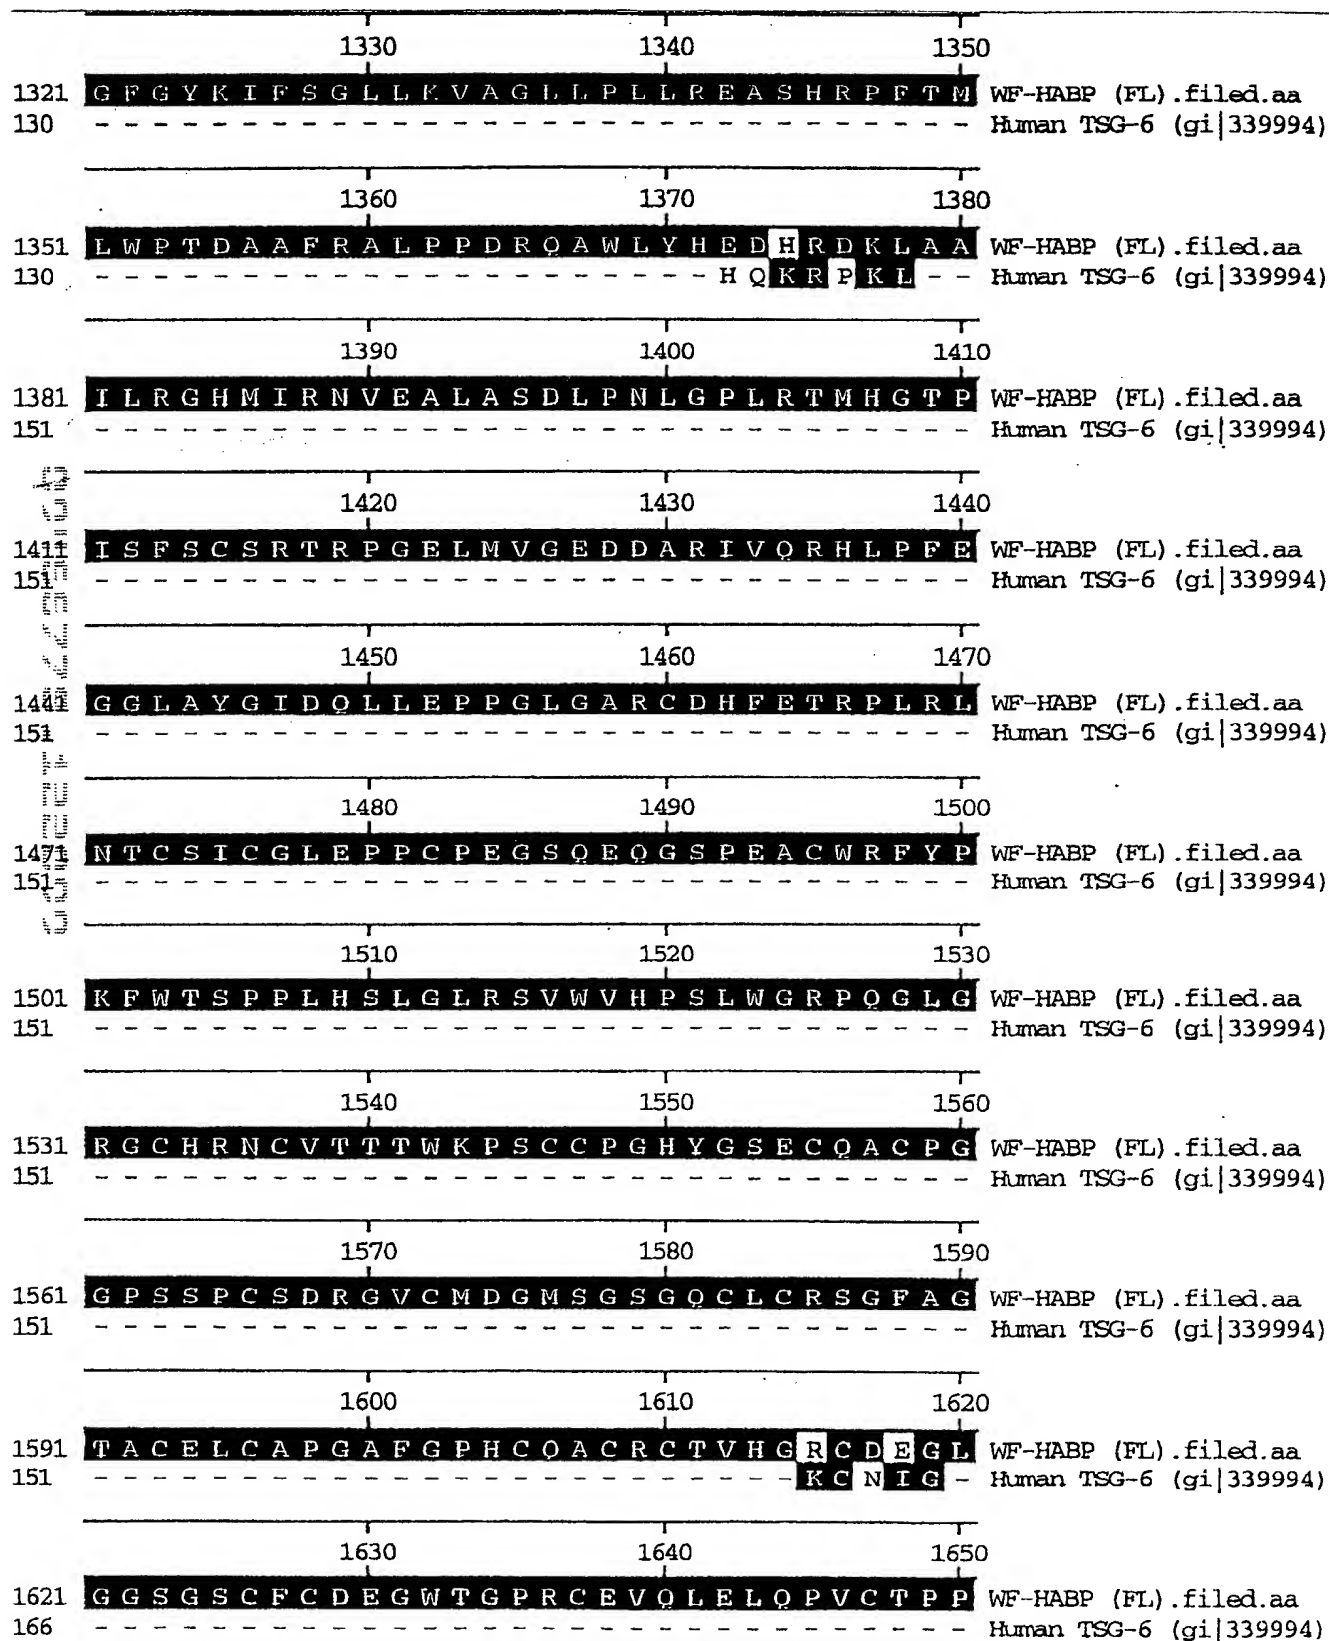 1330 1340 1350
1321 G F G Y K I F S G L L K V A G L L P L L R E A S H R P F T M WF-HABP (FL).filed.aa
130 - - - - - - - - - - - - - - - - - - - - - - - - - - - - - - Human TSG-6 (gi|339994)
1360 1370 1380
1351 L W P T D A A F R A L P P D R Q A W L Y H E D H R D K L A A WF-HABP (FL).filed.aa
130 - - - - - - - - - - - - - - - - - - - - - H Q K R P K L - - Human TSG-6 (gi|339994)
1390 1400 1410
1381 I L R G H M I R N V E A L A S D L P N L G P L R T M H G T P WF-HABP (FL).filed.aa
151 - - - - - - - - - - - - - - - - - - - - - - - - - - - - - - Human TSG-6 (gi|339994)
1420 1430 1440
1411 I S F S C S R T R P G E L M V G E D D A R I V Q R H L P F E WF-HABP (FL).filed.aa
151 - - - - - - - - - - - - - - - - - - - - - - - - - - - - - - Human TSG-6 (gi|339994)
1450 1460 1470
1441 G G L A Y G I D Q L L E P P G L G A R C D H F E T R P L R L WF-HABP (FL).filed.aa
151 - - - - - - - - - - - - - - - - - - - - - - - - - - - - - - Human TSG-6 (gi|339994)
1480 1490 1500
1471 N T C S I C G L E P P C P E G S Q E Q G S P E A C W R F Y P WF-HABP (FL).filed.aa
151 - - - - - - - - - - - - - - - - - - - - - - - - - - - - - - Human TSG-6 (gi|339994)
1510 1520 1530
1501 K F W T S P P L H S L G L R S V W V H P S L W G R P Q G L G WF-HABP (FL).filed.aa
151 - - - - - - - - - - - - - - - - - - - - - - - - - - - - - - Human TSG-6 (gi|339994)
1540 1550 1560
1531 R G C H R N C V T T T W K P S C C P G H Y G S E C Q A C P G WF-HABP (FL).filed.aa
151 - - - - - - - - - - - - - - - - - - - - - - - - - - - - - - Human TSG-6 (gi|339994)
1570 1580 1590
1561 G P S S P C S D R G V C M D G M S G S G Q C L C R S G F A G WF-HABP (FL).filed.aa
151 - - - - - - - - - - - - - - - - - - - - - - - - - - - - - - Human TSG-6 (gi|339994)
1600 1610 1620
1591 T A C E L C A P G A F G P H C Q A C R C T V H G R C D E G L WF-HABP (FL).filed.aa
151 - - - - - - - - - - - - - - - - - - - - - - - - K C N I G - Human TSG-6 (gi|339994)
1630 1640 1650
1621 G G S G S C F C D E G W T G P R C E V Q L E L Q P V C T P P WF-HABP (FL).filed.aa
166 - - - - - - - - - - - - - - - - - - - - - - - - - - - - - - Human TSG-6 (gi|339994)